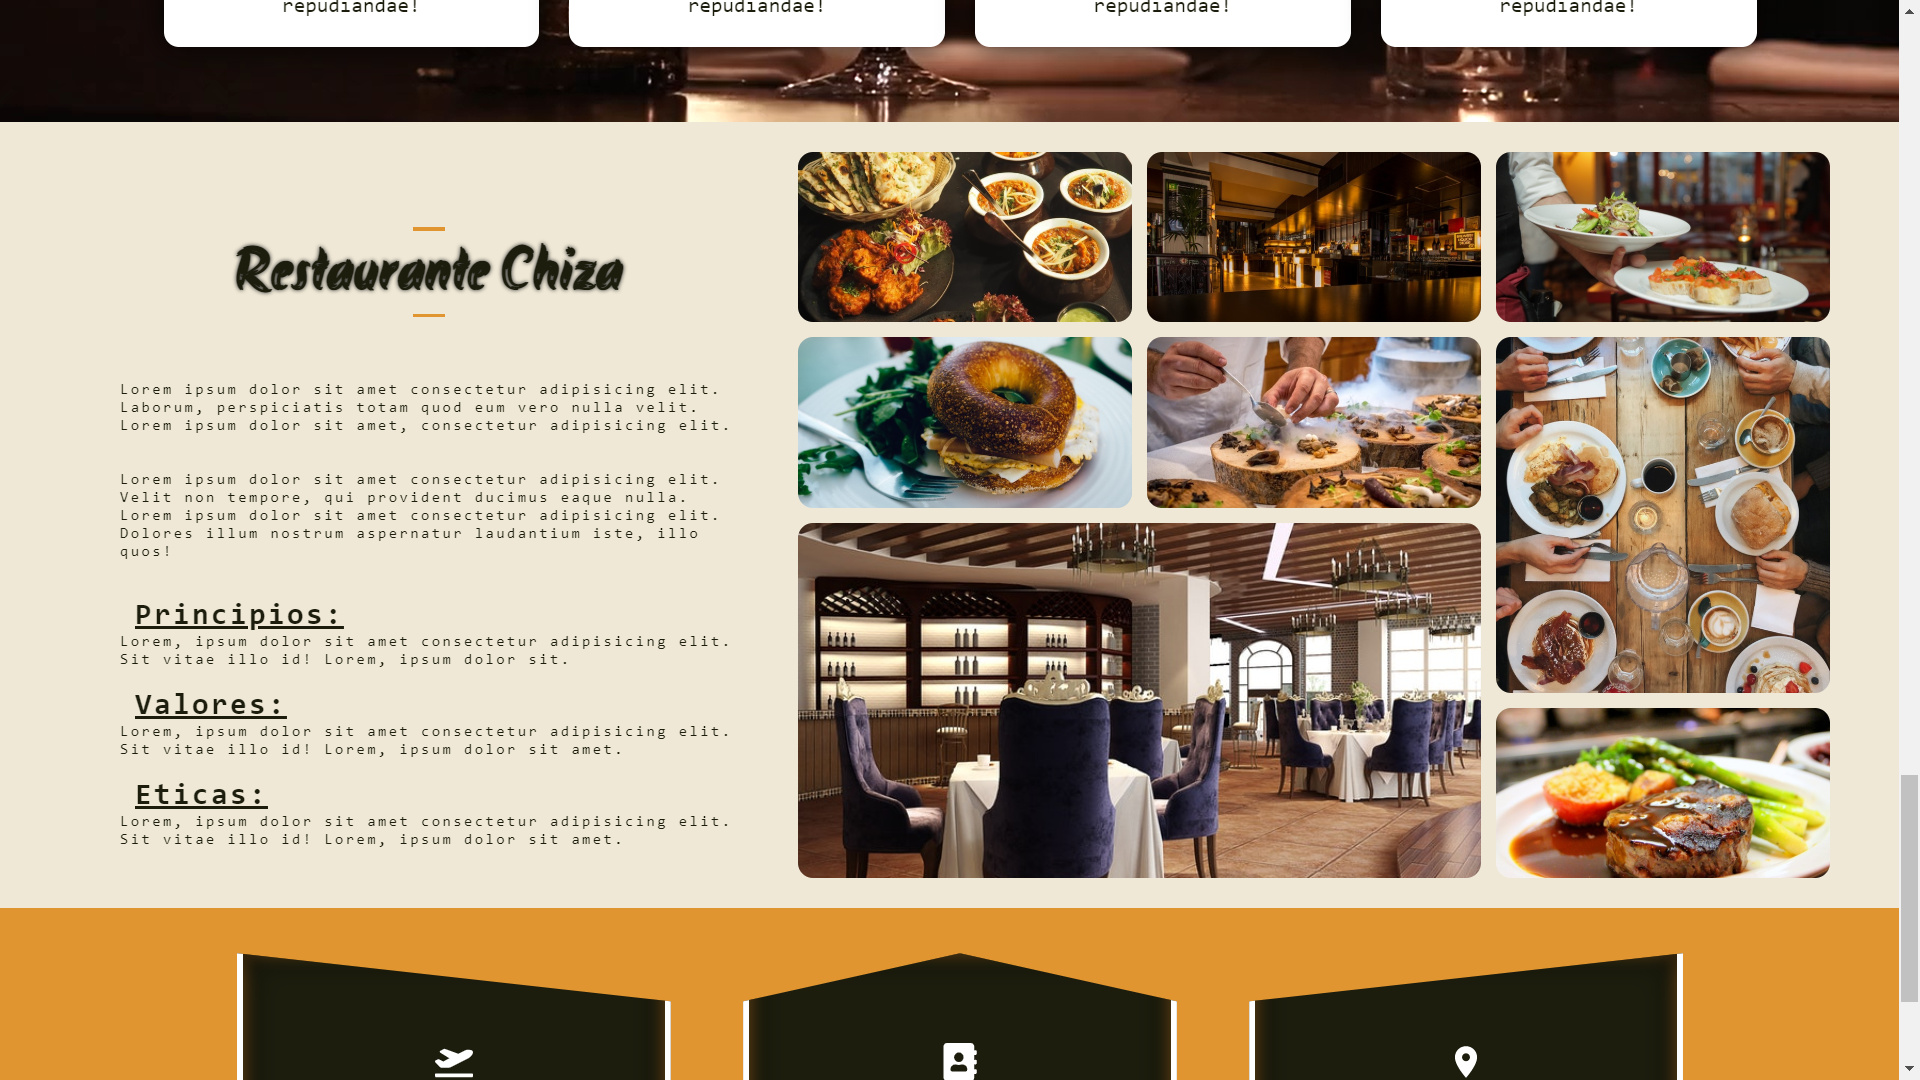 repudiandae!
repudiandae!
repudiandae!
repudiandae!
Restaurante Chiza
Lorem ipsum dolor sit amet consectetur adipisicing elit.
Laborum, perspiciatis totam quod eum vero nulla velit.
Lorem ipsum dolor sit amet, consectetur adipisicing elit.
Lorem ipsum dolor sit amet consectetur adipisicing elit.
Velit non tempore, qui provident ducimus eaque nulla.
Lorem ipsum dolor sit amet consectetur adipisicing elit.
Dolores illum nostrum aspernatur laudantium iste, illo
quos!
Principios:
Lorem, ipsum dolor sit amet consectetur adipisicing elit.
Sit vitae illo id! Lorem, ipsum dolor sit.
Valores:
Lorem, ipsum dolor sit amet consectetur adipisicing elit.
Sit vitae illo id! Lorem, ipsum dolor sit amet.
Eticas:
Lorem, ipsum dolor sit amet consectetur adipisicing elit.
Sit vitae illo id! Lorem, ipsum dolor sit amet.